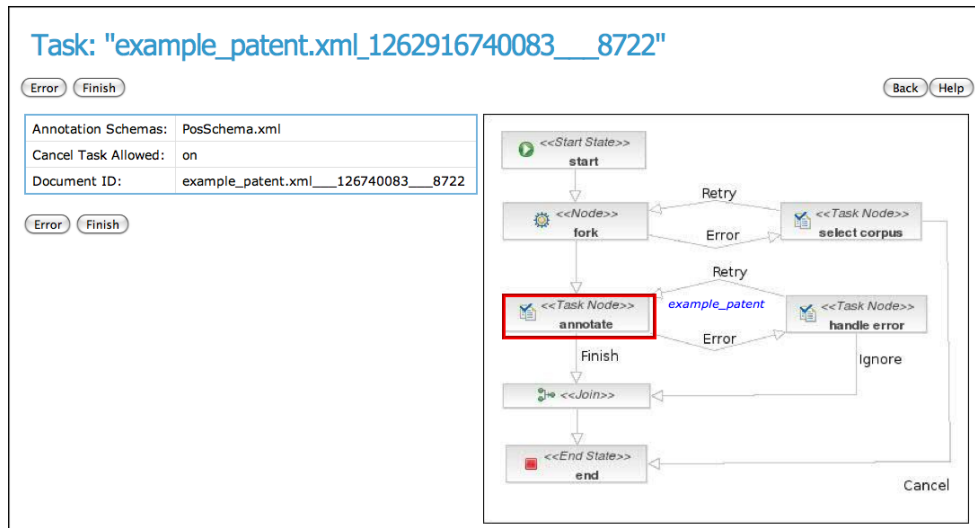 Task: "example_patent.xml_1262916740083___8722"
Error Finish
Back Help
Annotation Schemas: PosSchema.xml
Cancel Task Allowed: on
Document ID: example_patent.xml___126740083___8722
Error Finish
<<Start State>>
start
Retry
<<Node>>
fork
<<Task Node>>
select corpus
Error
Retry
<<Task Node>>
annotate
example_patent
<<Task Node>>
handle error
Error
Finish
Ignore
<<Join>>
<<End State>>
end
Cancel